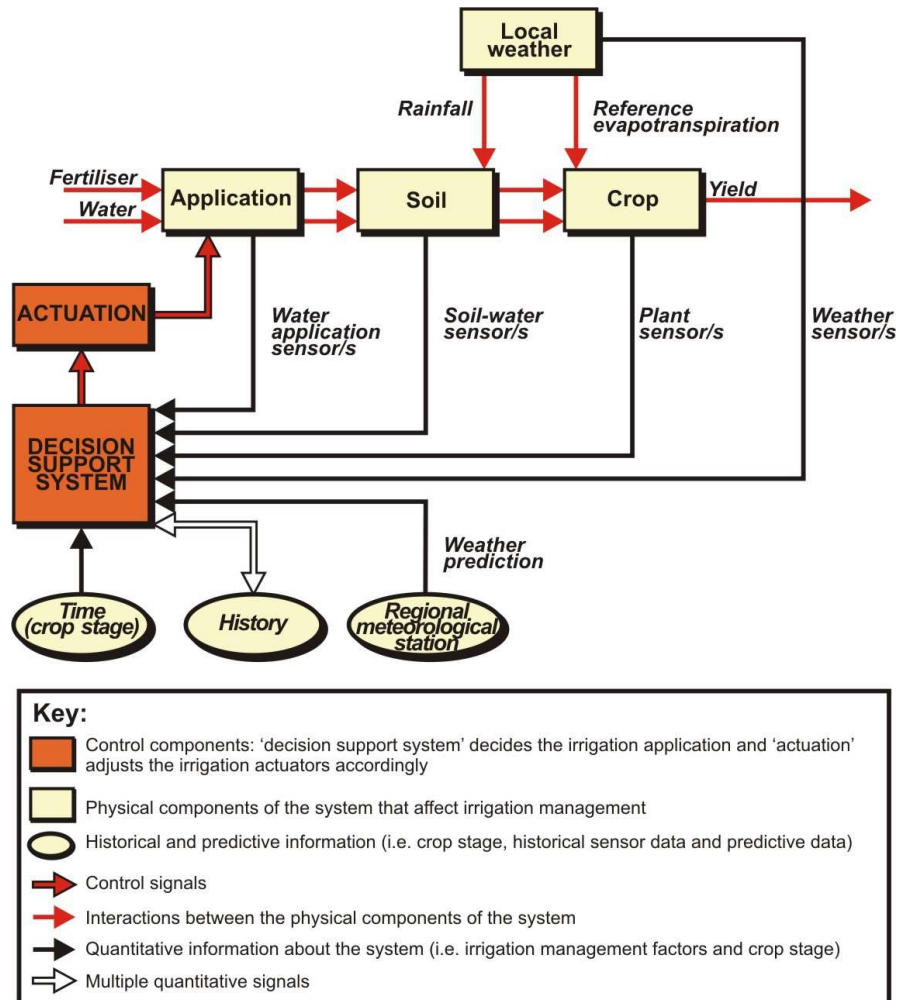 Local
weather
Rainfall
Reference
evapotranspiration
Fertiliser
Water
Application
Soil
Crop
Yield
ACTUATION
Water
application
sensor/s
Soil-water
sensor/s
Plant
sensor/s
Weather
sensor/s
DECISION
SUPPORT
SYSTEM
Weather
prediction
Time
(crop stage)
History
Regional
meteorological
station
Key:
Control components: ‘decision support system’ decides the irrigation application and ‘actuation’
adjusts the irrigation actuators accordingly
Physical components of the system that affect irrigation management
Historical and predictive information (i.e. crop stage, historical sensor data and predictive data)
Control signals
Interactions between the physical components of the system
Quantitative information about the system (i.e. irrigation management factors and crop stage)
Multiple quantitative signals